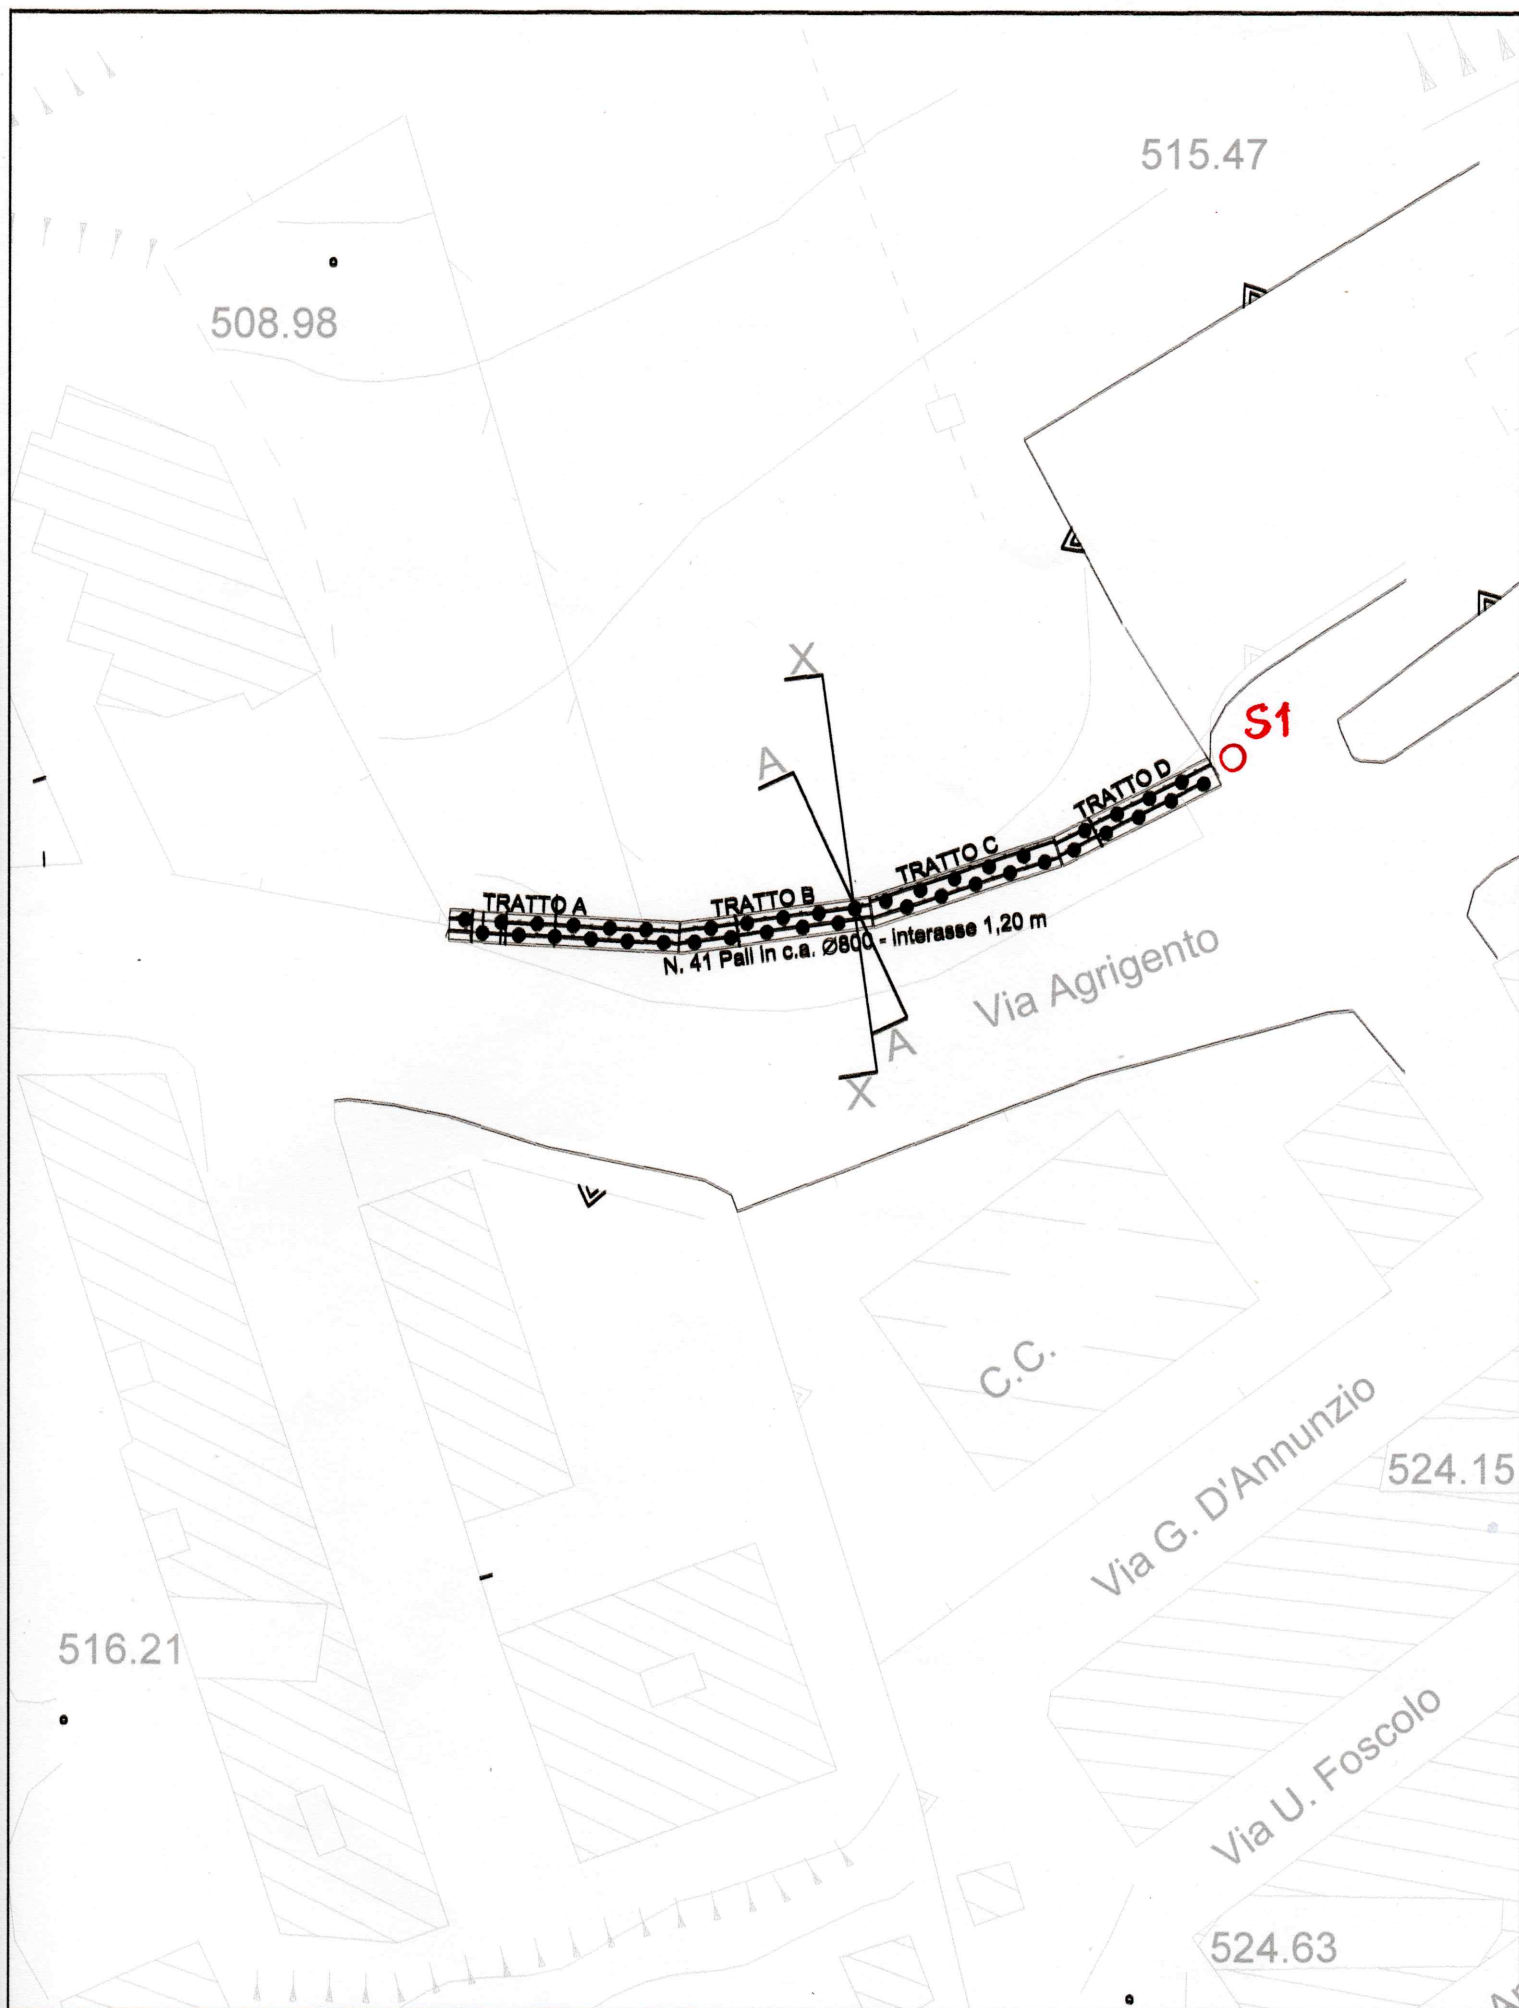 515.47
508.98
X
S1
A
TRATTO D
TRATTO C
TRATTO A
TRATTO B
N. 41 Pali in c.a. Ø800 - interasse 1,20 m
Via Agrigento
A
X
C.C.
Via G. D'Annunzio
524.15
516.21
Via U. Foscolo
524.63